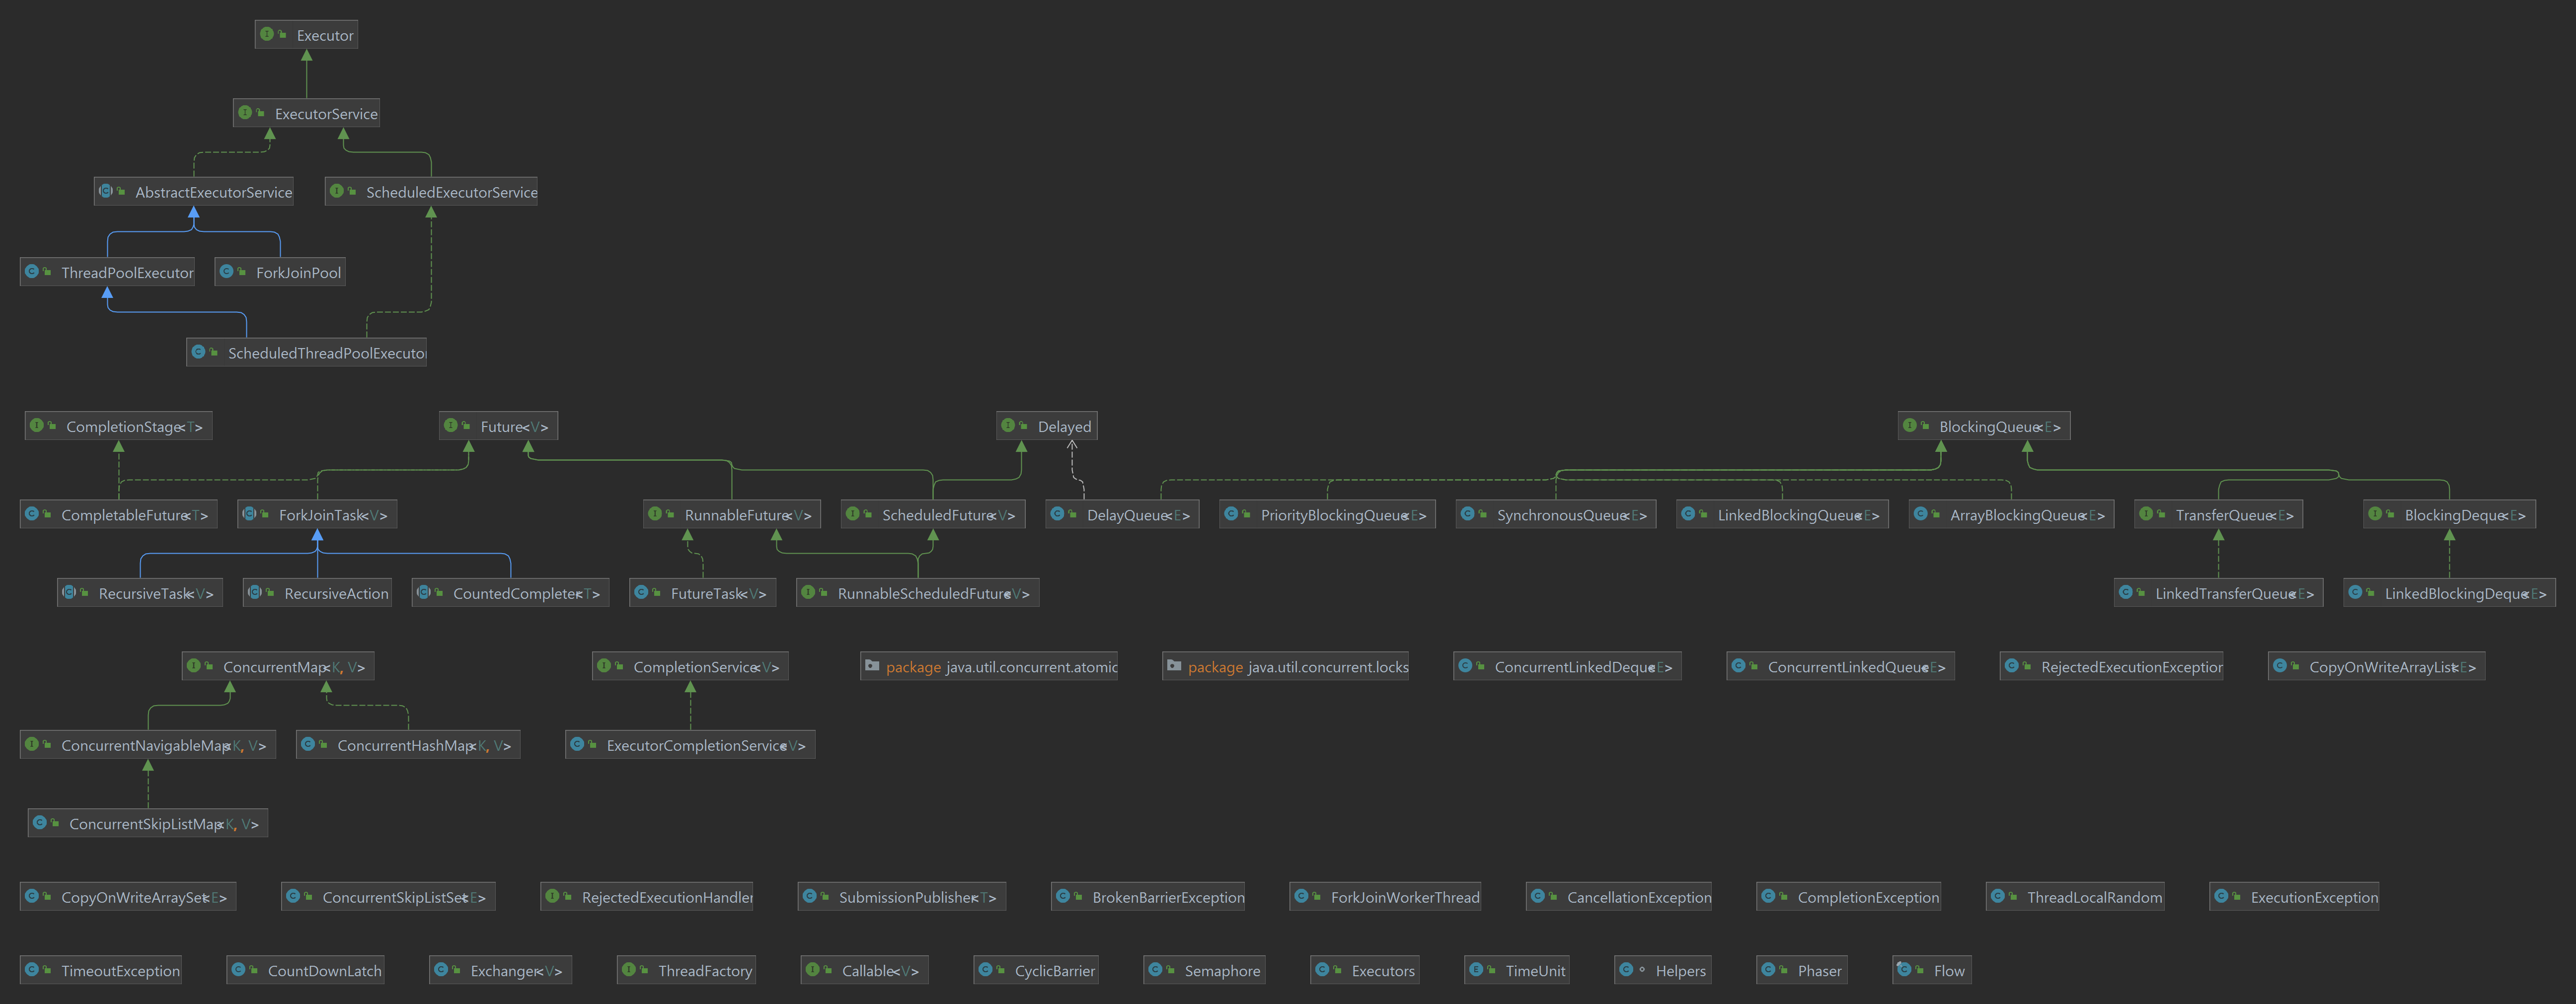 Executor
ExecutorService
AbstractExecutorService
ScheduledExecutorService
ThreadPoolExecutor
ForkJoinPool
ScheduledThreadPoolExecutor
CompletionStage<T>
Future<V>
Delayed
BlockingQueue<E>
CompletableFuture<T>
ForkJoinTask<V>
RunnableFuture<V>
ScheduledFuture<V>
DelayQueue<E>
PriorityBlockingQueue<E>
SynchronousQueue<E>
LinkedBlockingQueue<E>
ArrayBlockingQueue<E>
TransferQueue<E>
BlockingDeque<E>
RecursiveTask<V>
RecursiveAction
CountedCompleter<T>
FutureTask<V>
RunnableScheduledFuture<V>
LinkedTransferQueue<E>
LinkedBlockingDeque<E>
ConcurrentMap<K, V>
CompletionService<V>
package java.util.concurrent.atomic
package java.util.concurrent.locks
ConcurrentLinkedDeque<E>
ConcurrentLinkedQueue<E>
RejectedExecutionException
CopyOnWriteArrayList<E>
ConcurrentNavigableMap<K, V>
ConcurrentHashMap<K, V>
ExecutorCompletionService<V>
ConcurrentSkipListMap<K, V>
CopyOnWriteArraySet<E>
ConcurrentSkipListSet<E>
RejectedExecutionHandler
SubmissionPublisher<T>
BrokenBarrierException
ForkJoinWorkerThread
CancellationException
CompletionException
ThreadLocalRandom
ExecutionException
TimeoutException
CountDownLatch
Exchanger<V>
ThreadFactory
Callable<V>
CyclicBarrier
Semaphore
Executors
TimeUnit
Helpers
Phaser
Flow